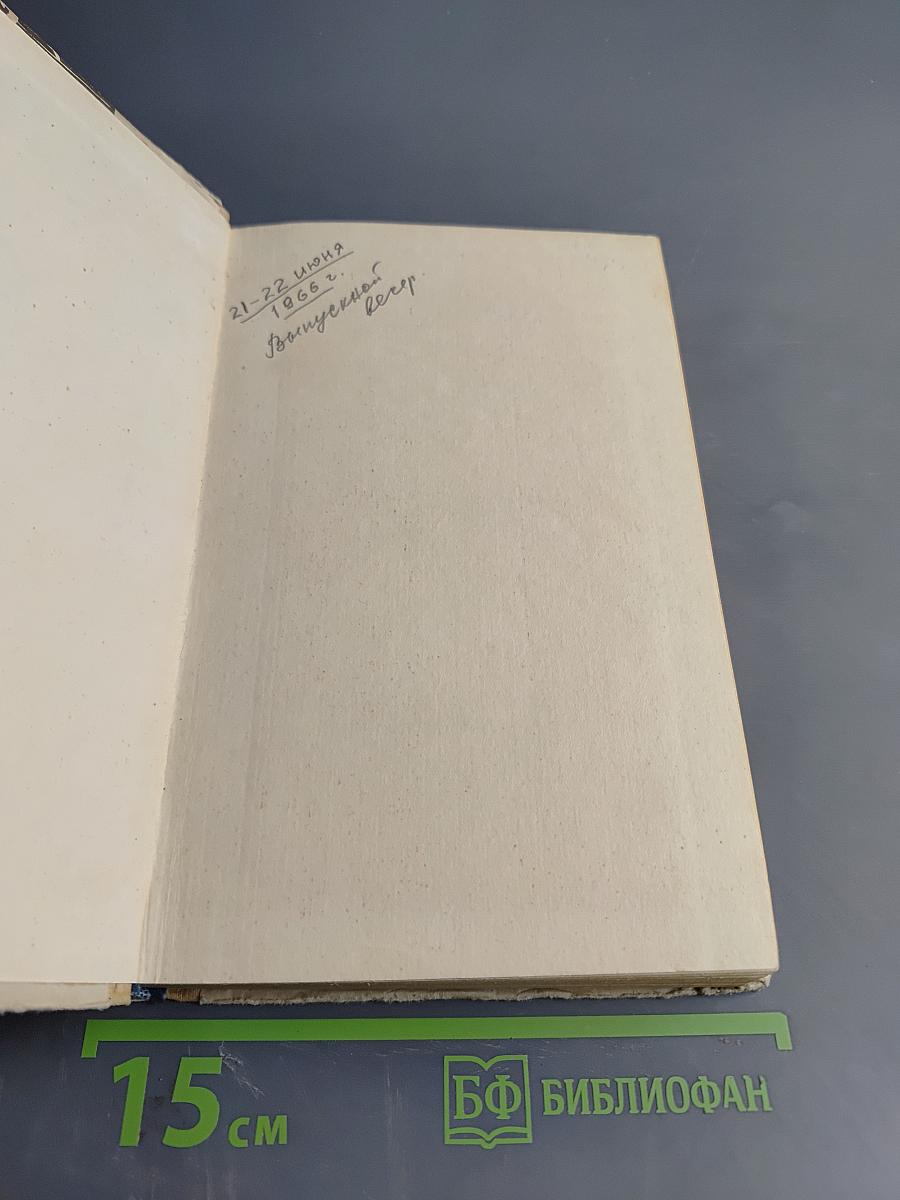 21-22 июня
1966 г.
Выпускной
вечер.
15 см
БФ БИБЛИОФАН